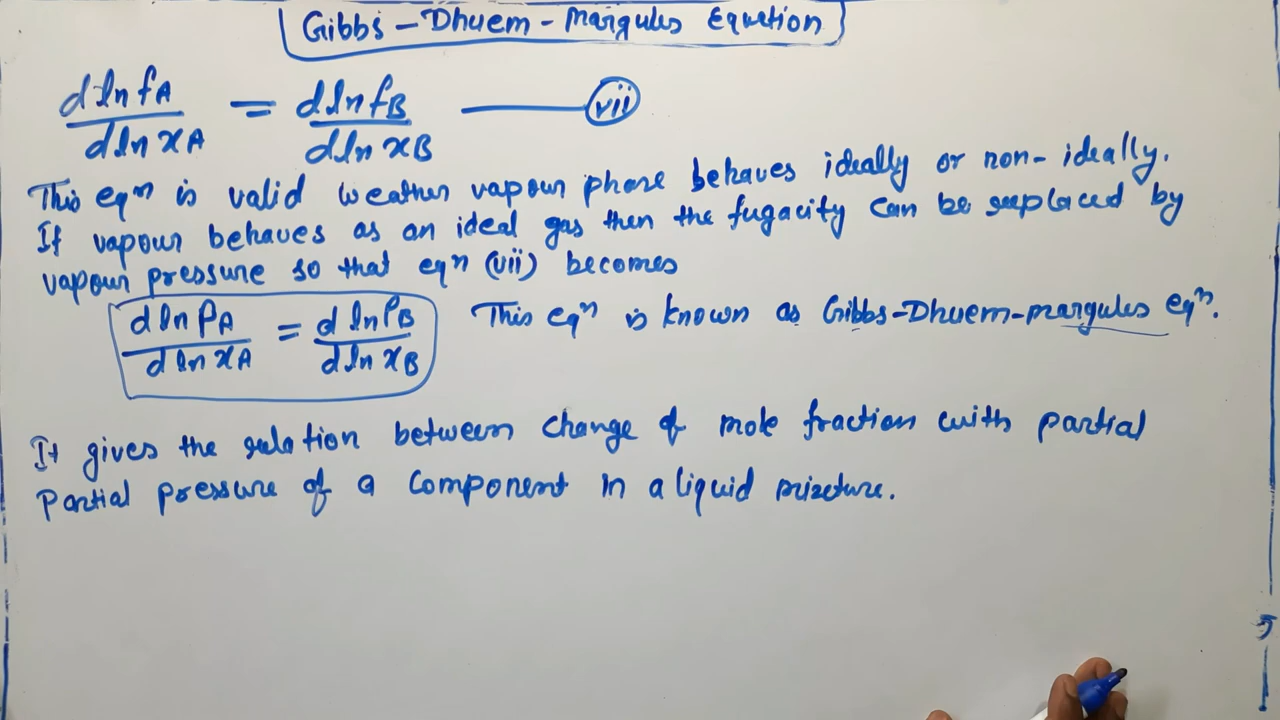 Gibbs - Dhuem - Margules Equation
d ln fA / d ln xA = d ln fB / d ln xB —— (vii)
This eqn is valid weather vapour phase behaves ideally or non-ideally.
If vapour behaves as an ideal gas then the fugacity can be replaced by
vapour pressure so that eqn (vii) becomes
d ln PA / d ln xA = d ln PB / d ln xB This eqn is known as Gibbs-Dhuem-margules eqn.
It gives the relation between change of mole fraction with partial
Partial pressure of a component in a liquid mixture.